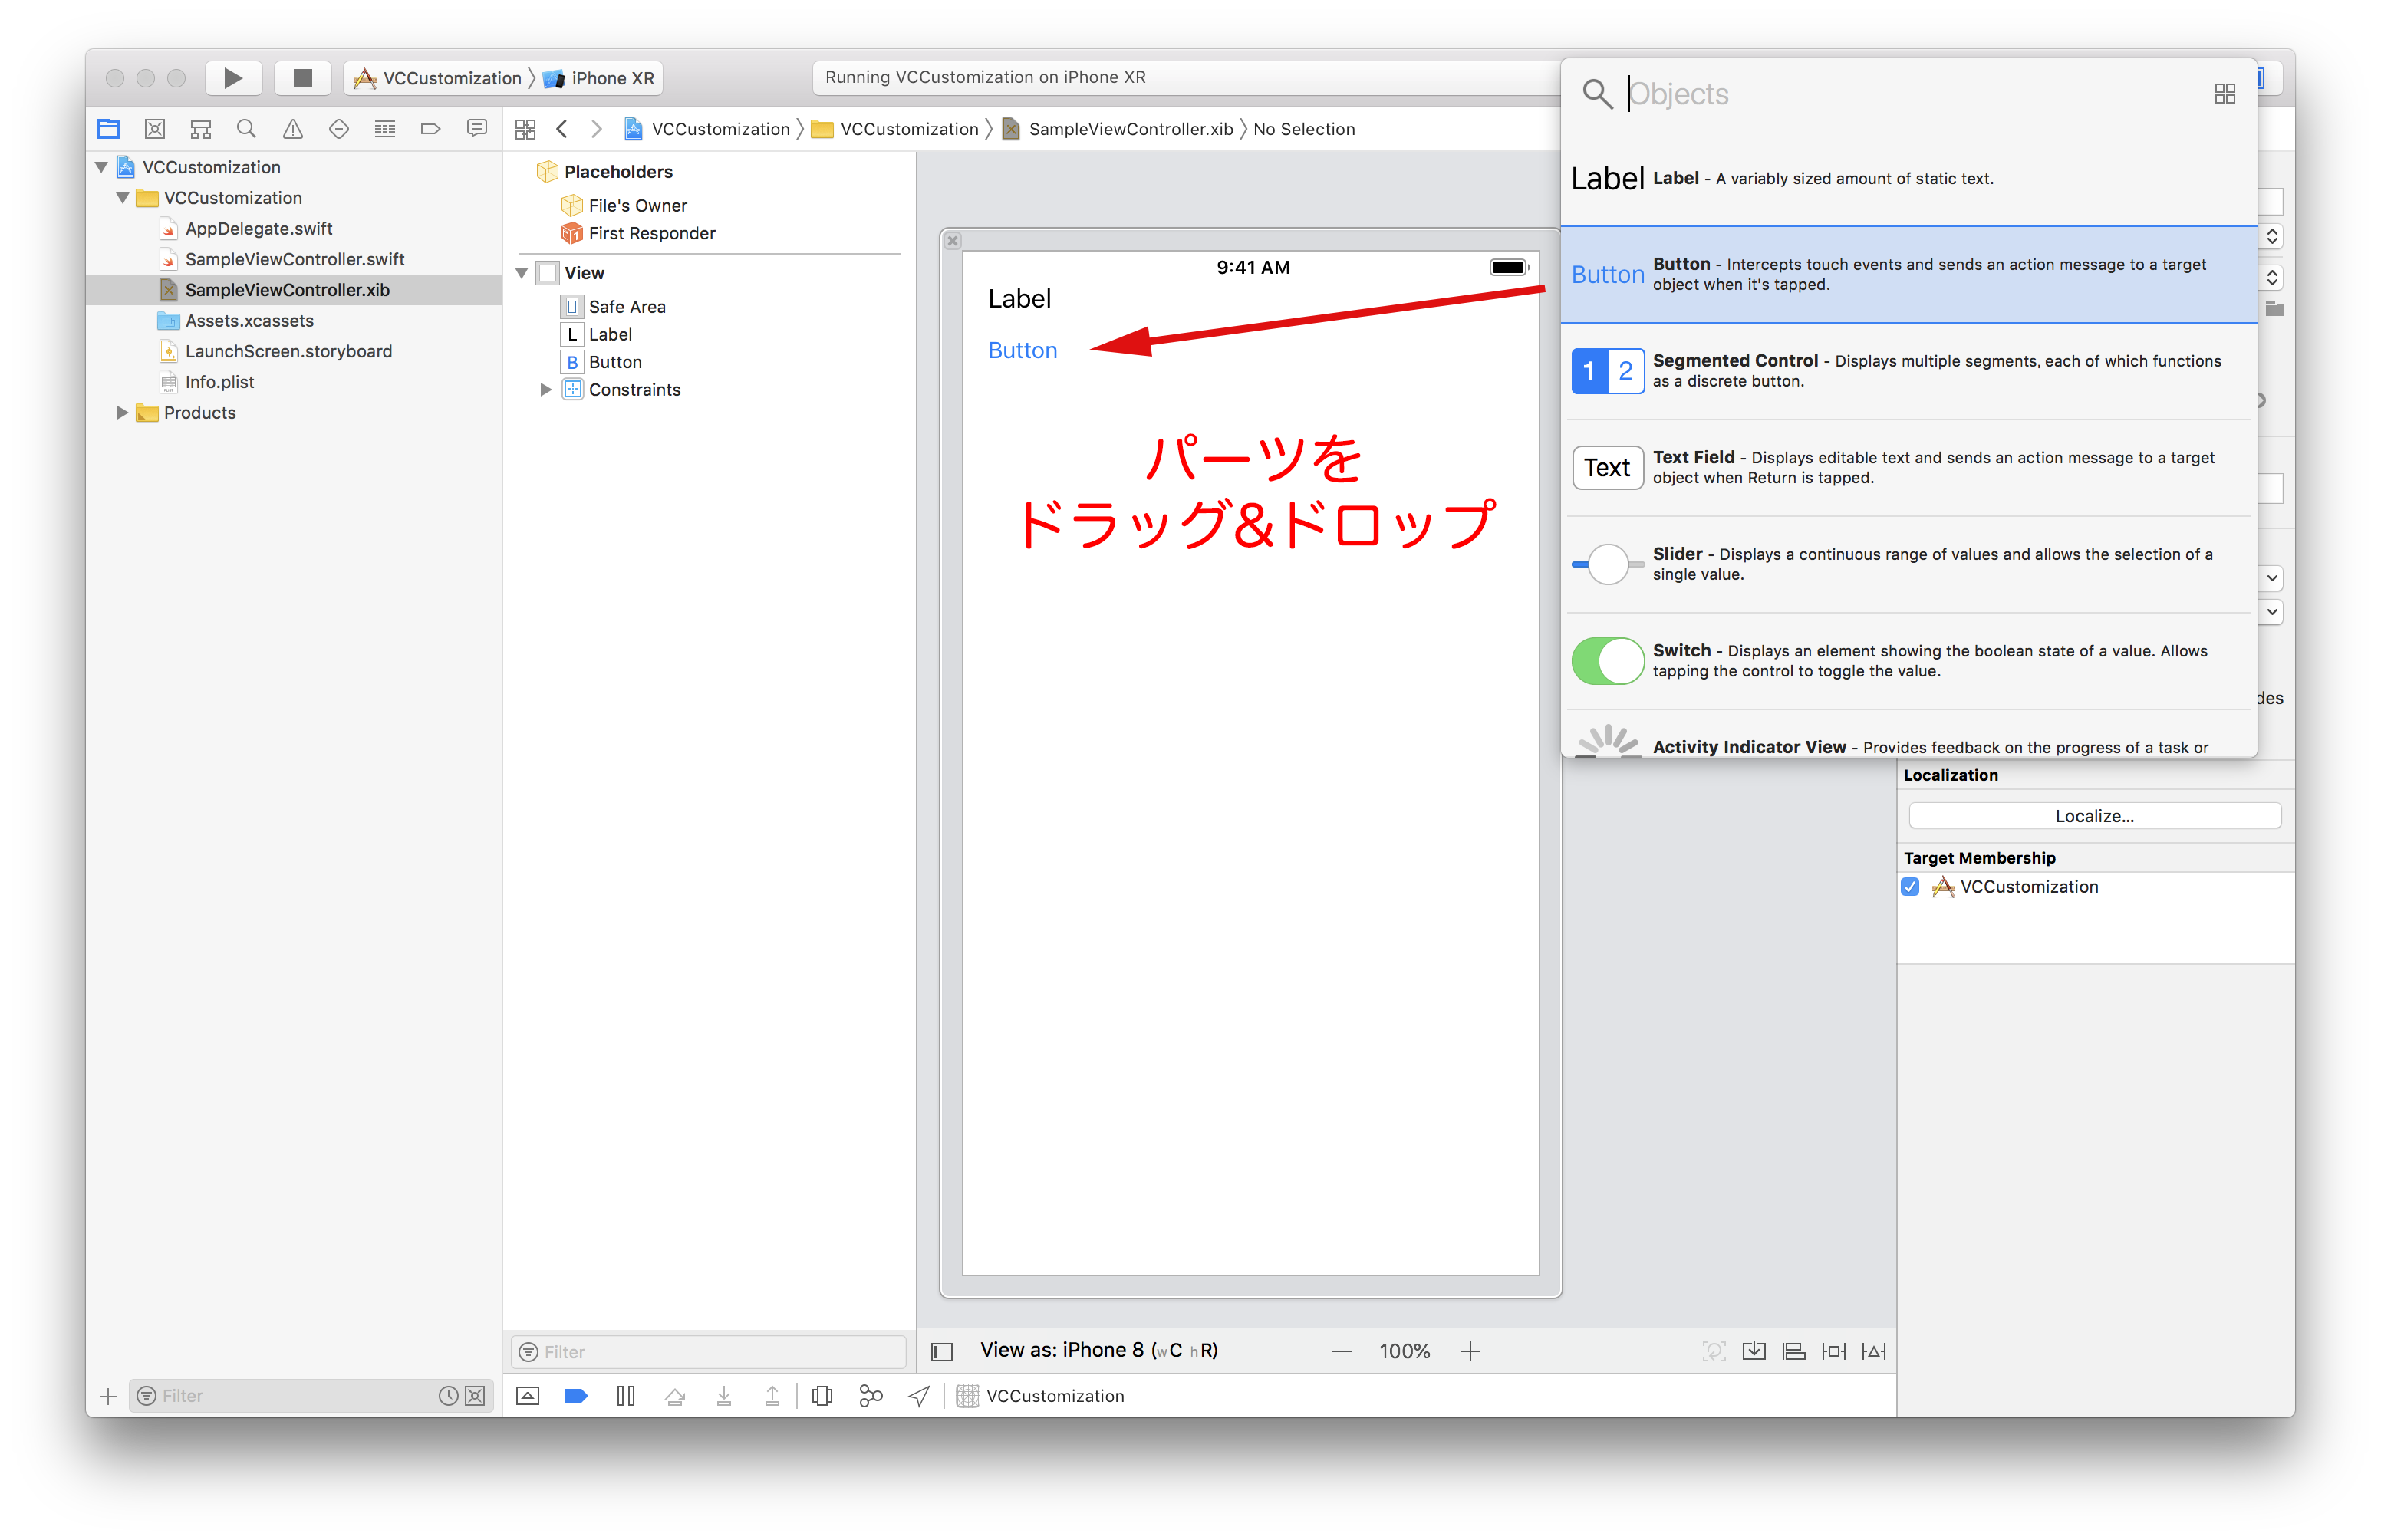 VCCustomization 〉 iPhone XR
Running VCCustomization on iPhone XR
Objects
VCCustomization 〉 VCCustomization 〉 SampleViewController.xib 〉 No Selection
VCCustomization
VCCustomization
AppDelegate.swift
SampleViewController.swift
SampleViewController.xib
Assets.xcassets
LaunchScreen.storyboard
Info.plist
Products
Placeholders
File's Owner
First Responder
View
Safe Area
L Label
B Button
Constraints
9:41 AM
Label
Button
パーツを
ドラッグ&ドロップ
Label Label - A variably sized amount of static text.
Button Button - Intercepts touch events and sends an action message to a target
object when it's tapped.
1 2 Segmented Control - Displays multiple segments, each of which functions
as a discrete button.
Text Text Field - Displays editable text and sends an action message to a target
object when Return is tapped.
Slider - Displays a continuous range of values and allows the selection of a
single value.
Switch - Displays an element showing the boolean state of a value. Allows
tapping the control to toggle the value.
Activity Indicator View - Provides feedback on the progress of a task or
des
Localization
Localize...
Target Membership
VCCustomization
Filter
View as: iPhone 8 (wC hR)
100%
Filter
VCCustomization